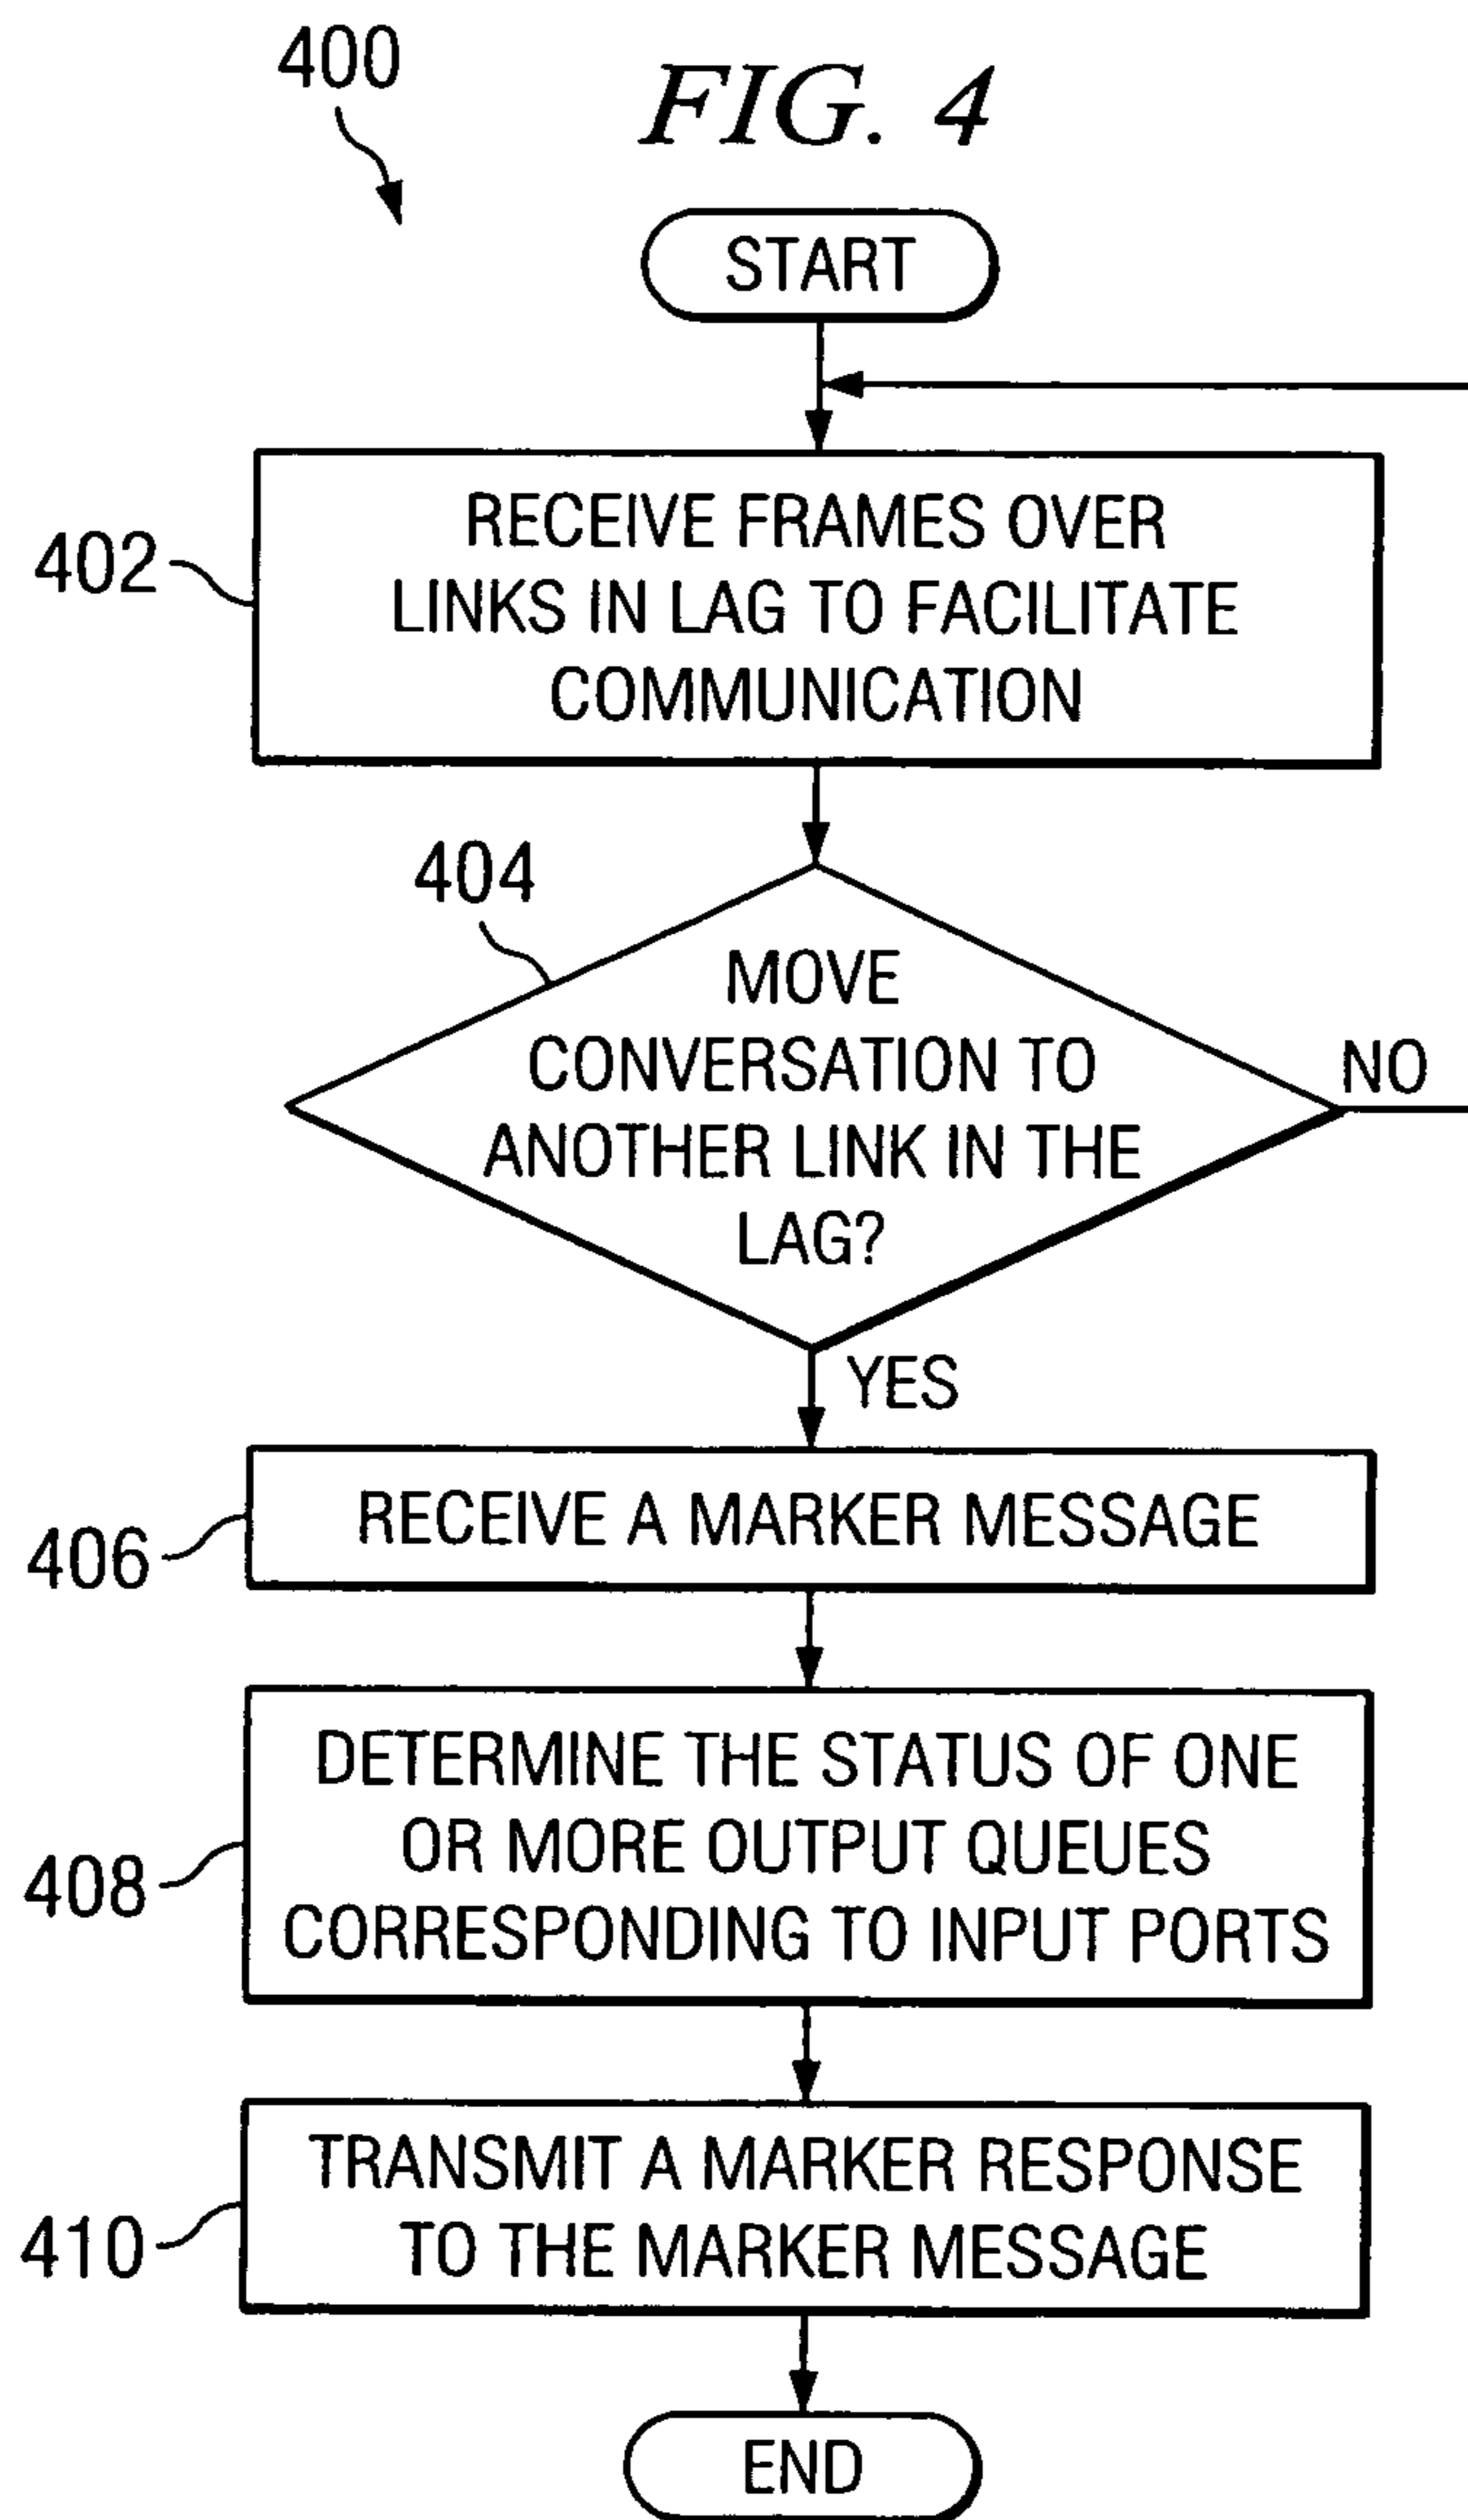 400
FIG. 4
START
402
RECEIVE FRAMES OVER
LINKS IN LAG TO FACILITATE
COMMUNICATION
404
MOVE
CONVERSATION TO
ANOTHER LINK IN THE
LAG?
NO
YES
406
RECEIVE A MARKER MESSAGE
408
DETERMINE THE STATUS OF ONE
OR MORE OUTPUT QUEUES
CORRESPONDING TO INPUT PORTS
410
TRANSMIT A MARKER RESPONSE
TO THE MARKER MESSAGE
END